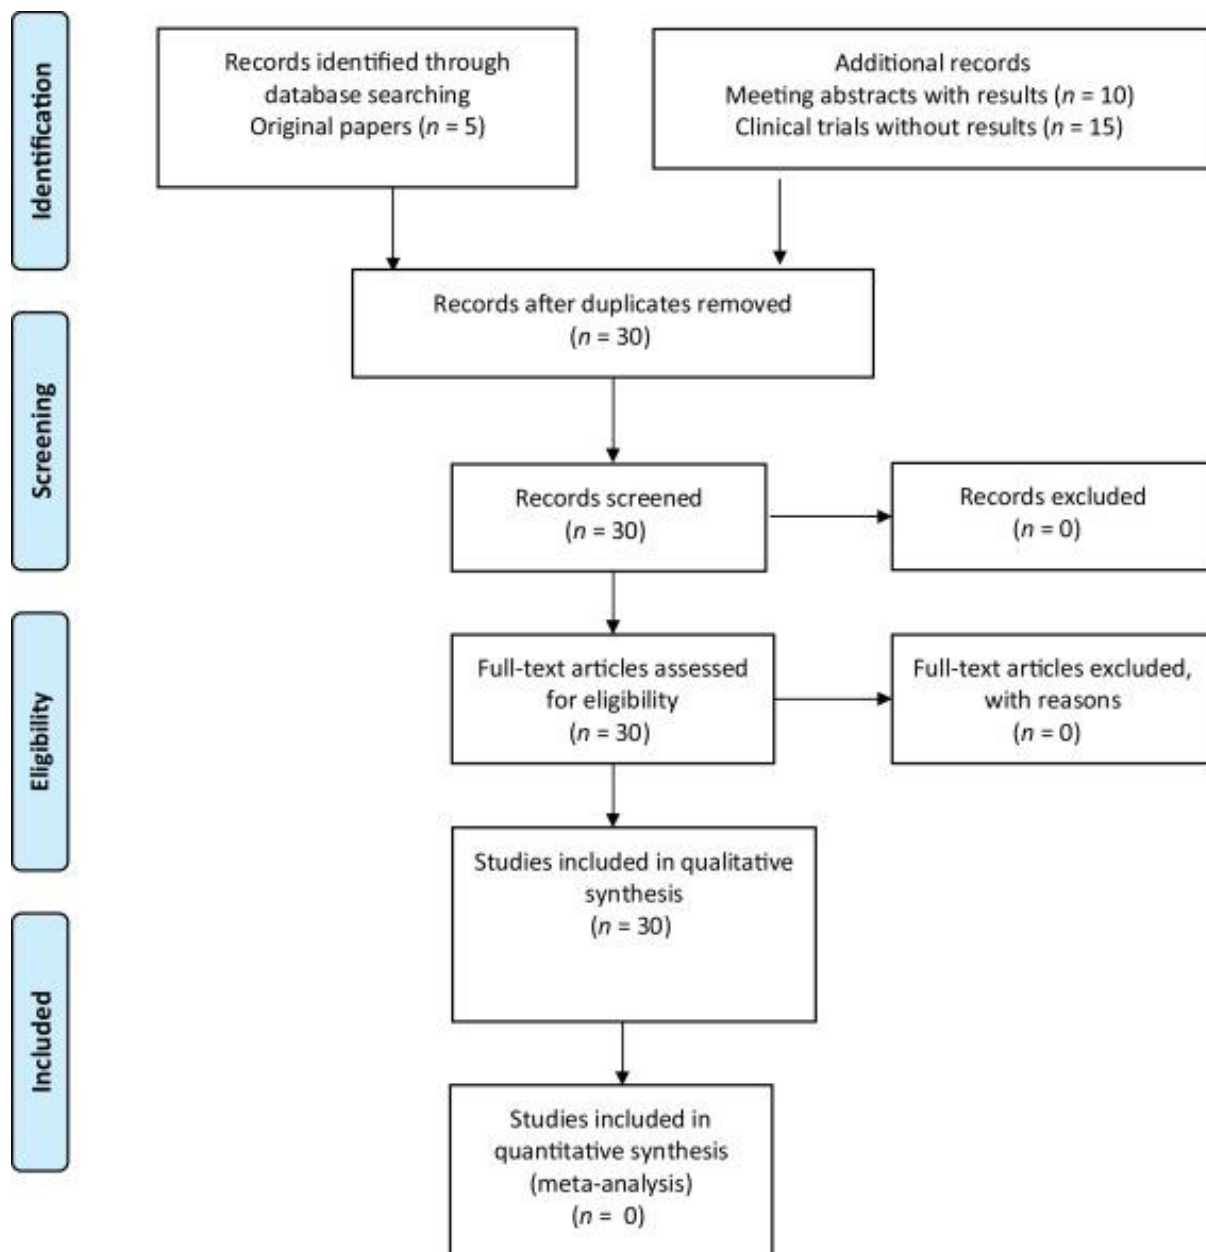 Identification
Records identified through
database searching
Original papers (n = 5)
Additional records
Meeting abstracts with results (n = 10)
Clinical trials without results (n = 15)
Records after duplicates removed
(n = 30)
Screening
Records screened
(n = 30)
Records excluded
(n = 0)
Eligibility
Full-text articles assessed
for eligibility
(n = 30)
Full-text articles excluded,
with reasons
(n = 0)
Studies included in qualitative
synthesis
(n = 30)
Included
Studies included in
quantitative synthesis
(meta-analysis)
(n =  0)